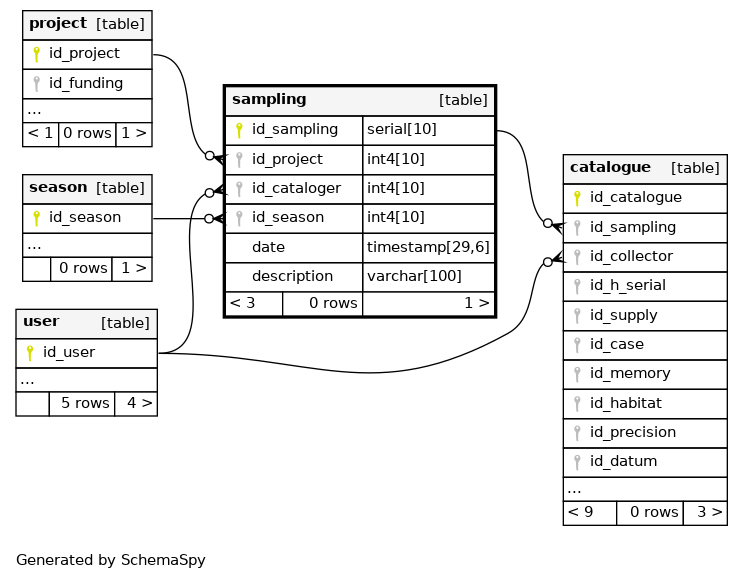 project [table]
id_project
id_funding
...
< 1 0 rows 1 >
season [table]
id_season
...
0 rows 1 >
user [table]
id_user
...
5 rows 4 >
sampling [table]
id_sampling serial[10]
id_project int4[10]
id_cataloger int4[10]
id_season int4[10]
date timestamp[29,6]
description varchar[100]
< 3 0 rows 1 >
catalogue [table]
id_catalogue
id_sampling
id_collector
id_h_serial
id_supply
id_case
id_memory
id_habitat
id_precision
id_datum
...
< 9 0 rows 3 >
Generated by SchemaSpy